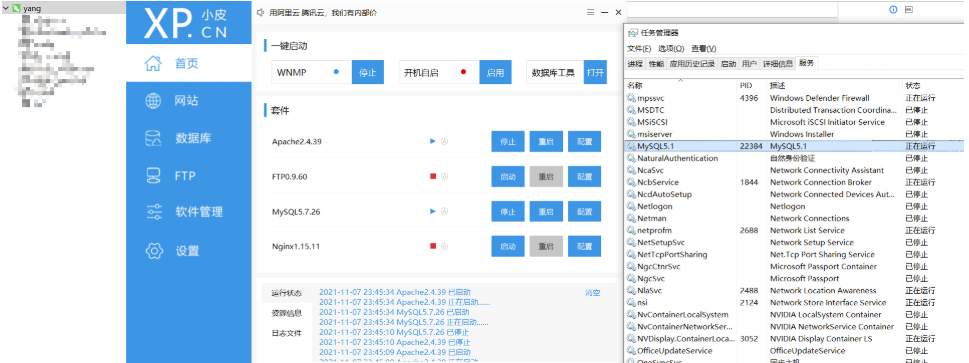 yang
XP.小皮
CN
首页
网站
数据库
FTP
软件管理
设置
用阿里云 腾讯云，我们有内部价
一键启动
WNMP 停止 开机自启 启用 数据库工具 打开
套件
Apache2.4.39 停止 重启 配置
FTP0.9.60 启动 重启 配置
MySQL5.7.26 停止 重启 配置
Nginx1.15.11 启动 重启 配置
运行状态
资源信息
日志文件
2021-11-07 23:45:34 Apache2.4.39 已启动
2021-11-07 23:45:34 Apache2.4.39 正在启动......
2021-11-07 23:45:34 MySQL5.7.26 已启动
2021-11-07 23:45:34 MySQL5.7.26 正在启动......
2021-11-07 23:45:10 MySQL5.7.26 已停止
2021-11-07 23:45:10 Apache2.4.39 已停止
2021-11-07 23:45:09 Apache2.4.39 已启动
清空
任务管理器
文件(F) 选项(O) 查看(V)
进程 性能 应用历史记录 启动 用户 详细信息 服务
名称 PID 描述 状态
mpssvc 4396 Windows Defender Firewall 正在运行
MSDTC Distributed Transaction Coordina... 已停止
MSiSCSI Microsoft iSCSI Initiator Service 已停止
msiserver Windows Installer 已停止
MySQL5.1 22384 MySQL5.1 正在运行
NaturalAuthentication 自然身份验证 已停止
NcaSvc Network Connectivity Assistant 已停止
NcbService 1844 Network Connection Broker 正在运行
NcdAutoSetup Network Connected Devices Aut... 已停止
Netlogon Netlogon 已停止
Netman Network Connections 已停止
netprofm 2688 Network List Service 正在运行
NetSetupSvc Network Setup Service 已停止
NetTcpPortSharing Net.Tcp Port Sharing Service 已停止
NgcCtnrSvc Microsoft Passport Container 已停止
NgcSvc Microsoft Passport 已停止
NlaSvc 2488 Network Location Awareness 正在运行
nsi 2124 Network Store Interface Service 正在运行
NvContainerLocalSystem NVIDIA LocalSystem Container 已停止
NvContainerNetworkSer... NVIDIA NetworkService Container 已停止
NVDisplay.ContainerLoca... 3052 NVIDIA Display Container LS 正在运行
OfficeUpdateService OfficeUpdateService 已停止